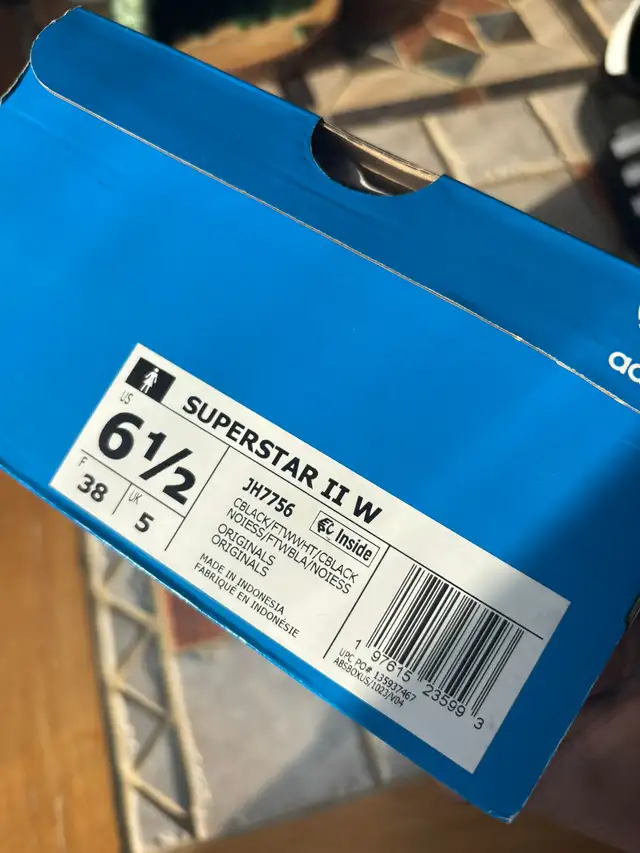 US
6½
F
38
UK
5
SUPERSTAR II W
JH7756
Inside
CBLACK/FTWWHT/CBLACK
NOIESS/FTWBLA/NOIESS
ORIGINALS
ORIGINALS
MADE IN INDONESIA
FABRIQUÉ EN INDONÉSIE
1 97615 23599 3
UPC PO# 135937467
ABSBOXUS/1023/V04